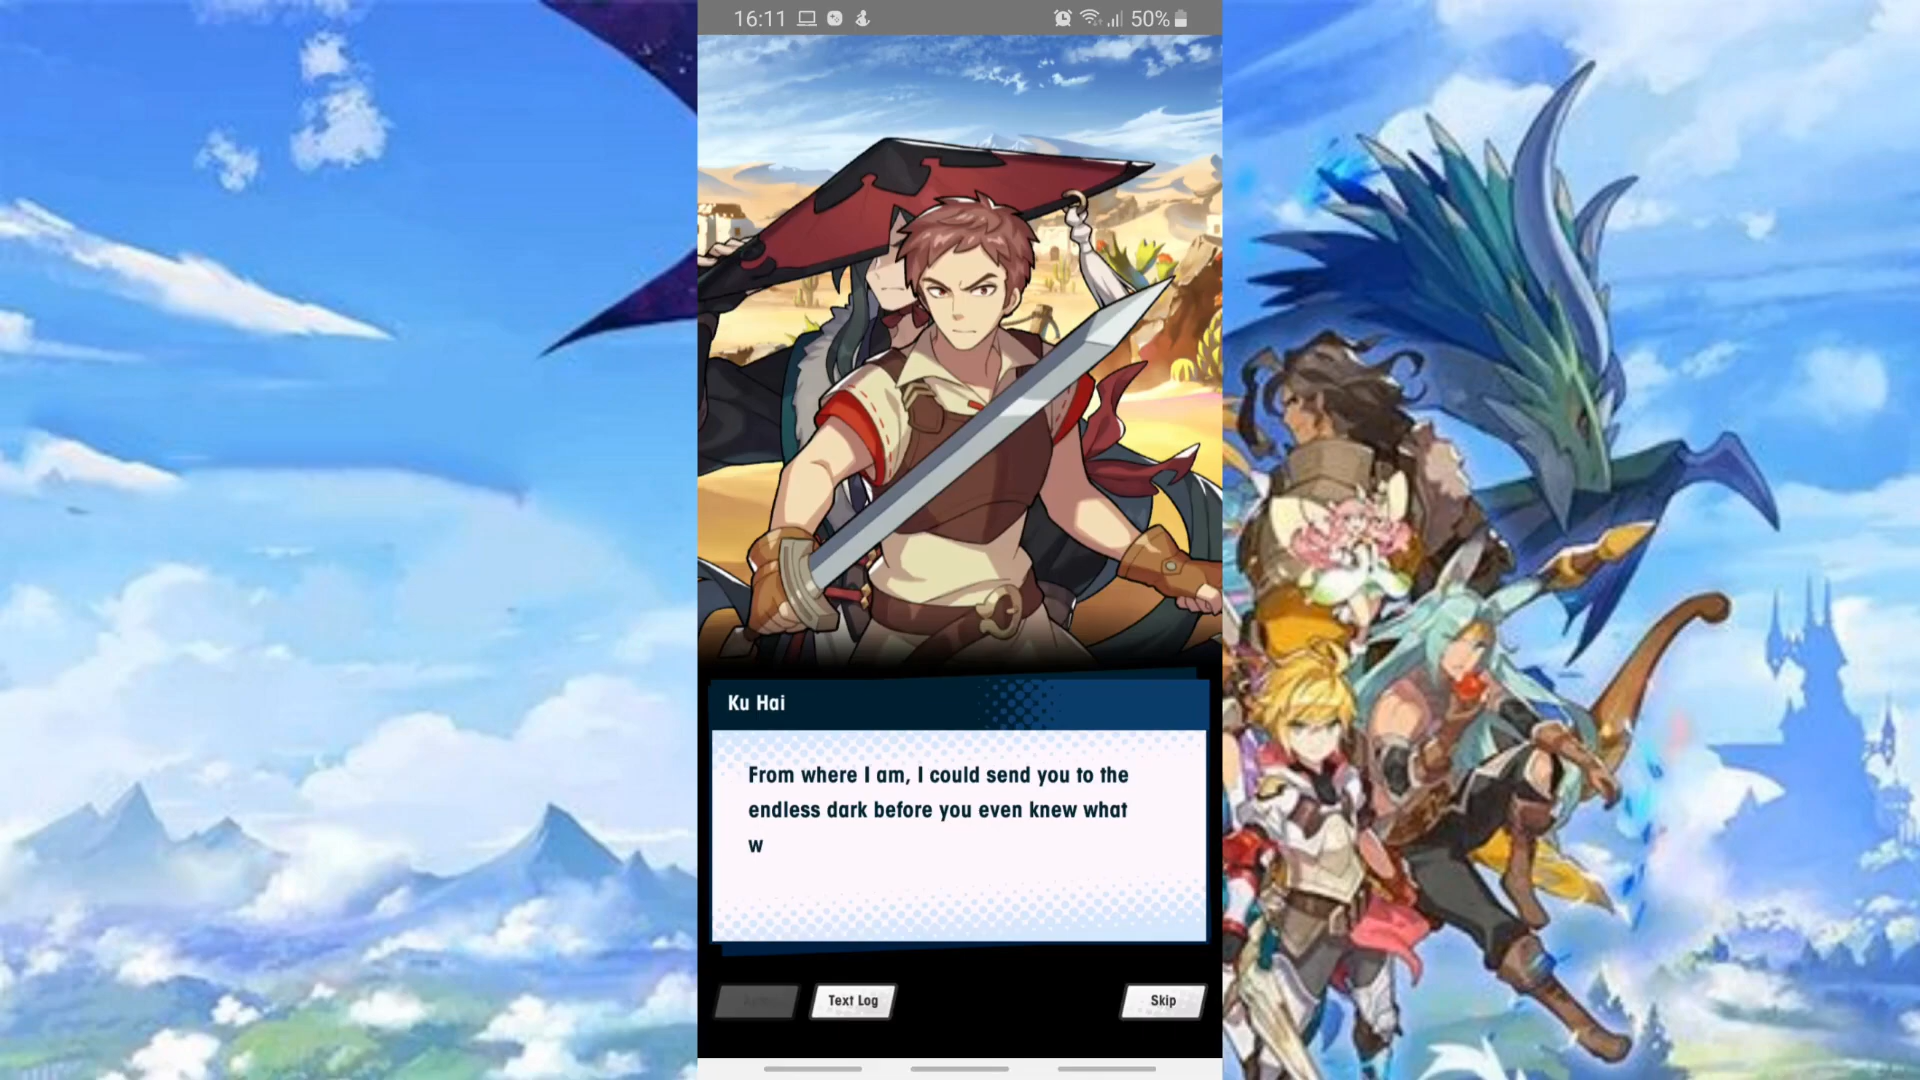 16:11
50%
Ku Hai
From where I am, I could send you to the
endless dark before you even knew what
w
Text Log
Skip